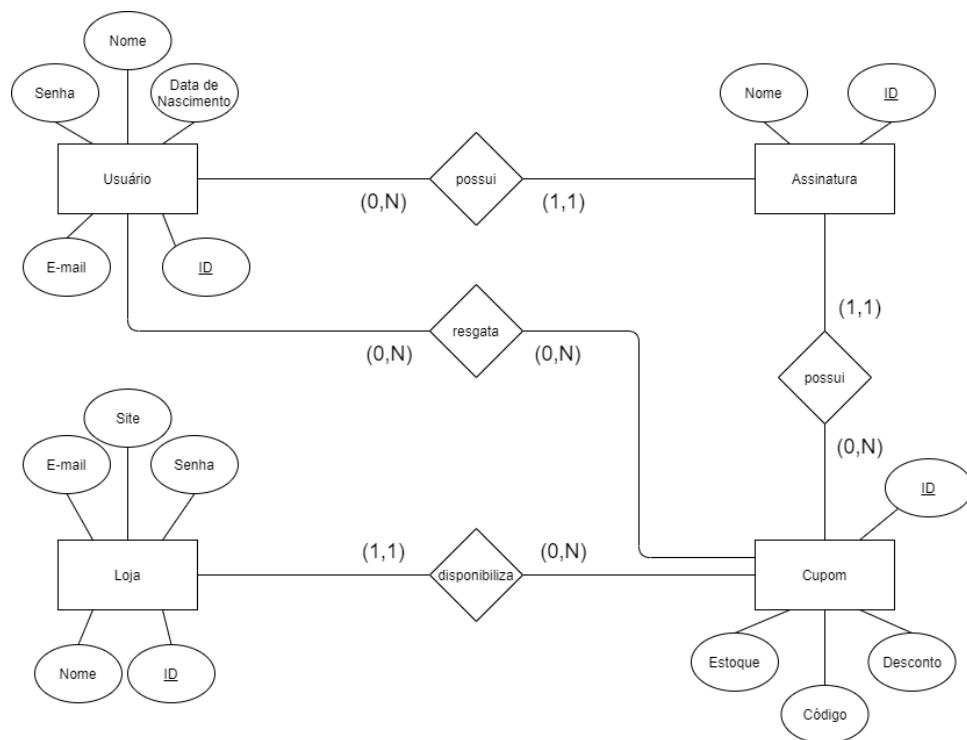 Nome
Senha
Data de
Nascimento
Nome
ID
Usuário
possui
Assinatura
(0,N)
(1,1)
E-mail
ID
(1,1)
resgata
(0,N)
(0,N)
possui
Site
(0,N)
E-mail
Senha
ID
(1,1)
(0,N)
Loja
disponibiliza
Cupom
Nome
ID
Estoque
Desconto
Código